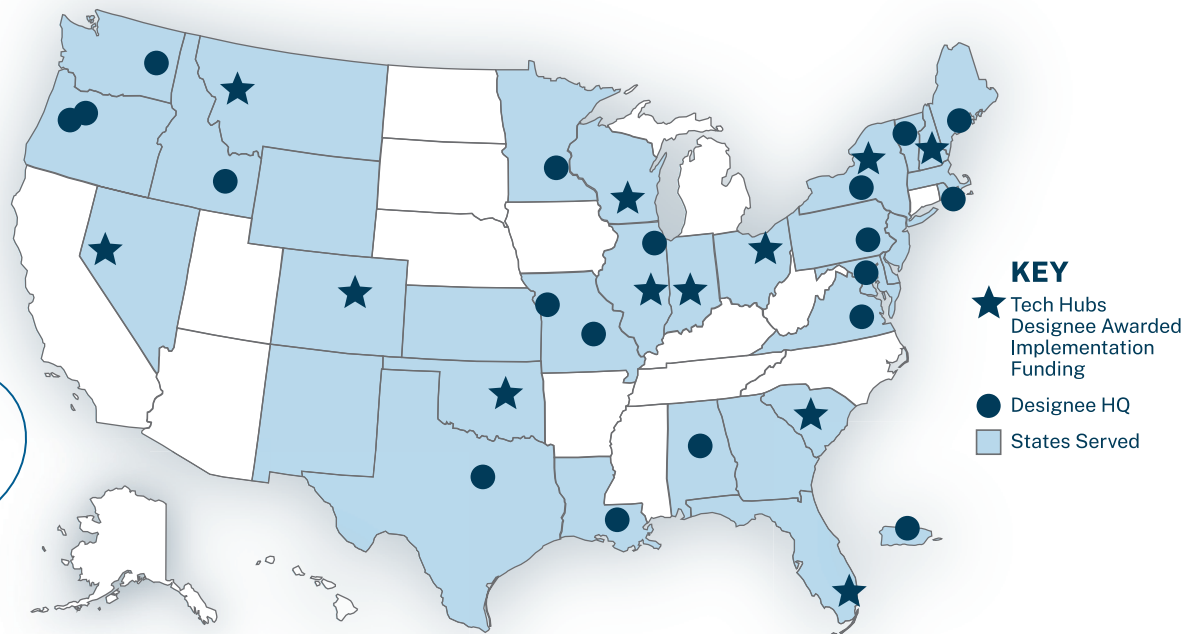 KEY
Tech Hubs
Designee Awarded
Implementation
Funding
Designee HQ
States Served